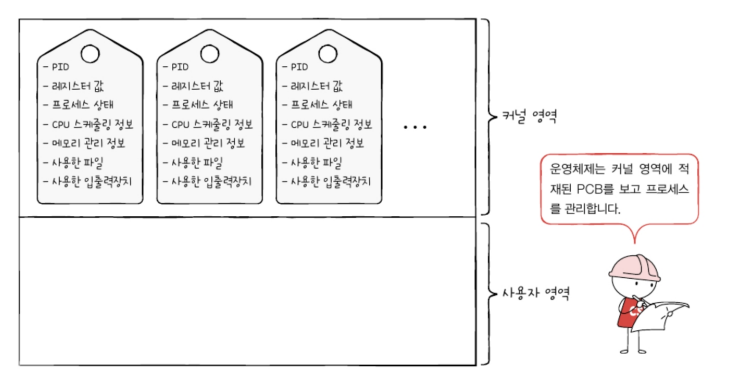 - PID
- 레지스터 값
- 프로세스 상태
- CPU 스케줄링 정보
- 메모리 관리 정보
- 사용한 파일
- 사용한 입출력장치
- PID
- 레지스터 값
- 프로세스 상태
- CPU 스케줄링 정보
- 메모리 관리 정보
- 사용한 파일
- 사용한 입출력장치
- PID
- 레지스터 값
- 프로세스 상태
- CPU 스케줄링 정보
- 메모리 관리 정보
- 사용한 파일
- 사용한 입출력장치
...
커널 영역
운영체제는 커널 영역에 적
재된 PCB를 보고 프로세스
를 관리합니다.
사용자 영역